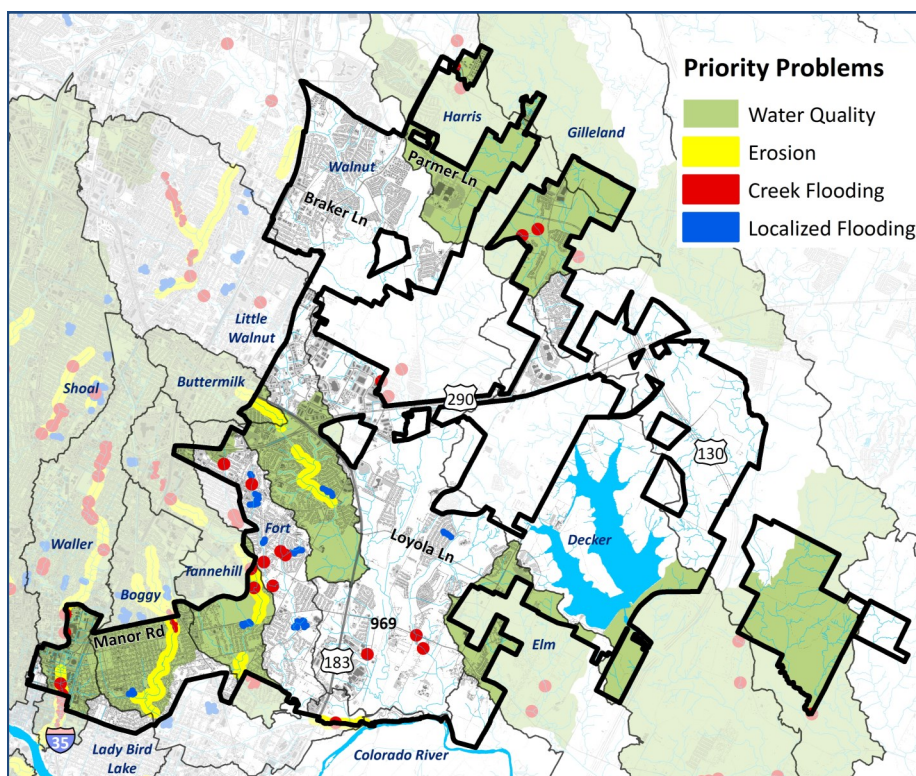 Priority Problems
Water Quality
Erosion
Creek Flooding
Localized Flooding
Harris
Gilleland
Walnut
Parmer Ln
Braker Ln
Little
Walnut
Buttermilk
Shoal
290
130
Fort
Loyola Ln
Decker
Waller
Tannehill
Boggy
Manor Rd
969
Elm
183
35
Lady Bird
Lake
Colorado River